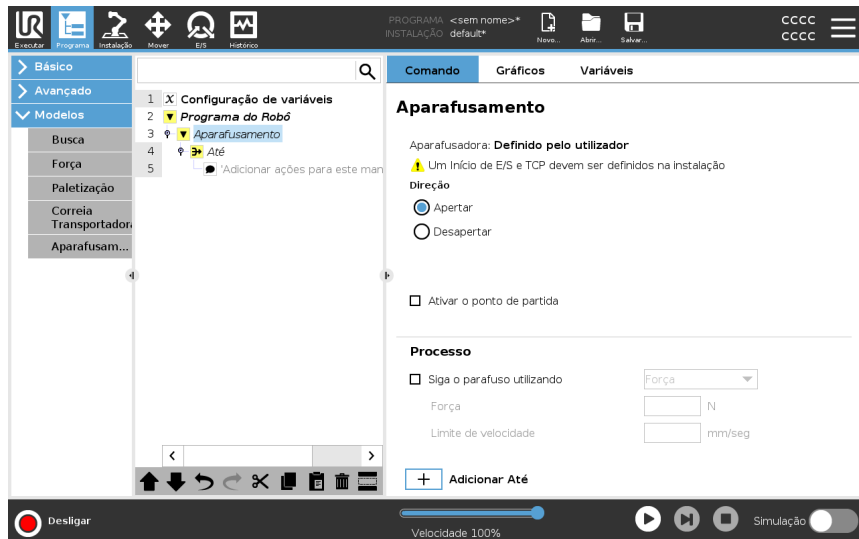 UR
Executar
Programa
Instalação
Mover
E/S
Histórico
PROGRAMA <sem nome>*
INSTALAÇÃO default*
Novo...
Abrir...
Salvar...
CCCC
CCCC
Básico
Avançado
Modelos
Busca
Força
Paletização
Correia
Transportadora
Aparafusam...
1 X Configuração de variáveis
2 Programa do Robô
3 Aparafusamento
4 Até
5 'Adicionar ações para este man
Comando Gráficos Variáveis
Aparafusamento
Aparafusadora: Definido pelo utilizador
Um Início de E/S e TCP devem ser definidos na instalação
Direção
Apertar
Desapertar
Ativar o ponto de partida
Processo
Siga o parafuso utilizando Força
Força N
Limite de velocidade mm/seg
Adicionar Até
Desligar
Velocidade 100%
Simulação